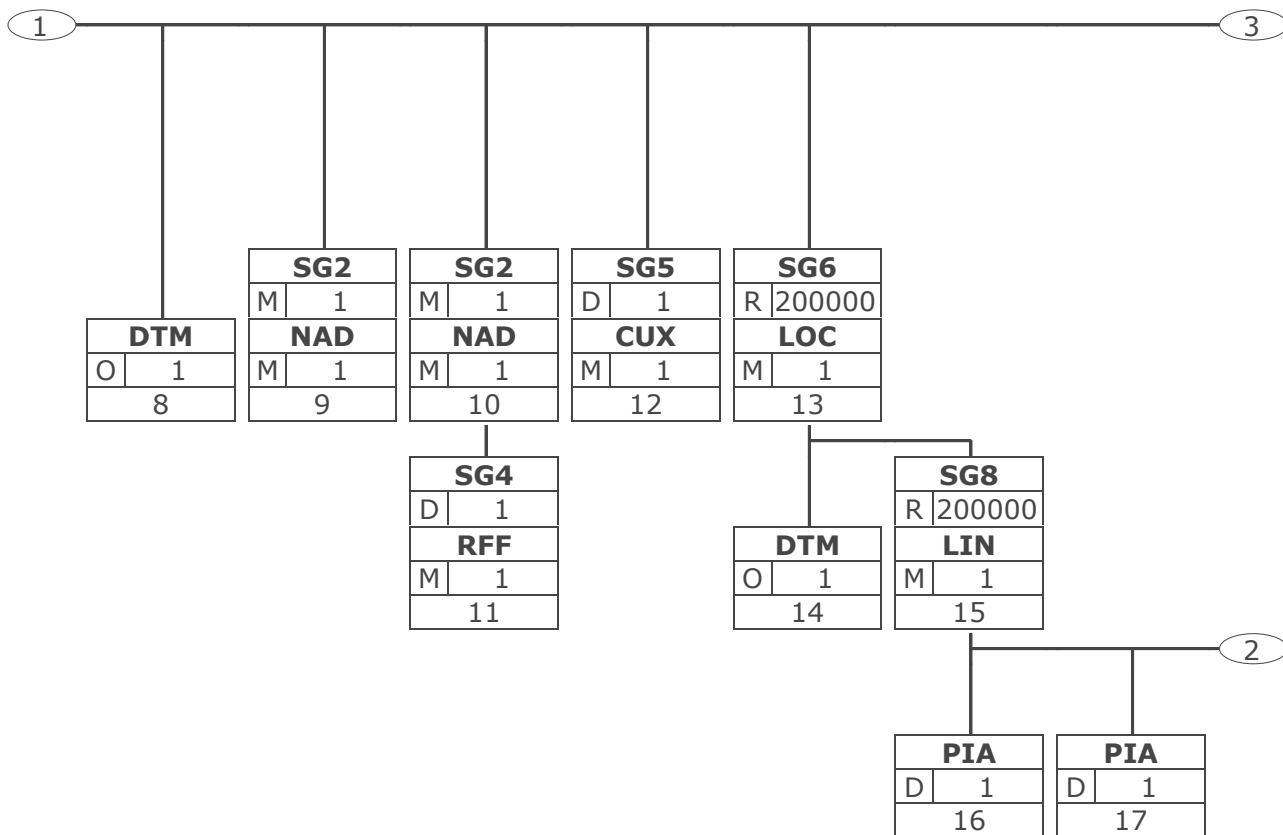 1 3
SG2 SG2 SG5 SG6
M 1 M 1 D 1 R 200000
DTM NAD NAD CUX LOC
O 1 M 1 M 1 M 1 M 1
8 9 10 12 13
SG4 SG8
D 1 R 200000
RFF DTM LIN
M 1 O 1 M 1
11 14 15
2
PIA PIA
D 1 D 1
16 17